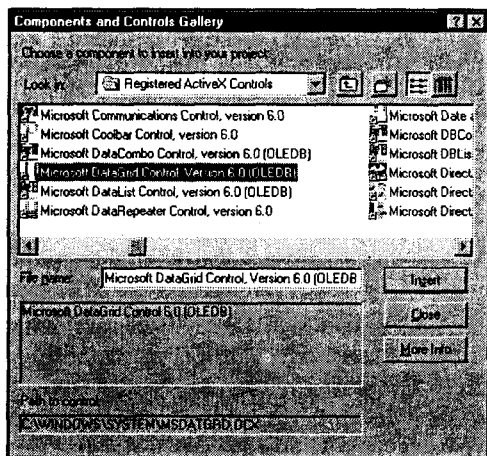 Components and Controls Gallery
Choose a component to insert into your project:
Look in:
Registered ActiveX Controls
Microsoft Communications Control, version 6.0
Microsoft Coolbar Control, version 6.0
Microsoft DataCombo Control, version 6.0 (OLEDB)
Microsoft DataGrid Control, Version 6.0 (OLEDB)
Microsoft DataList Control, version 6.0 (OLEDB)
Microsoft DataRepeater Control, version 6.0
Microsoft Date
Microsoft DBCo
Microsoft DBLis
Microsoft Direct
Microsoft Direct
Microsoft Direct
File name:
Microsoft DataGrid Control, Version 6.0 (OLEDB
Insert
Microsoft DataGrid Control 6.0 (OLEDB)
Close
More Info
Path to control:
C:\WINDOWS\SYSTEM\MSDATGRD.OCX